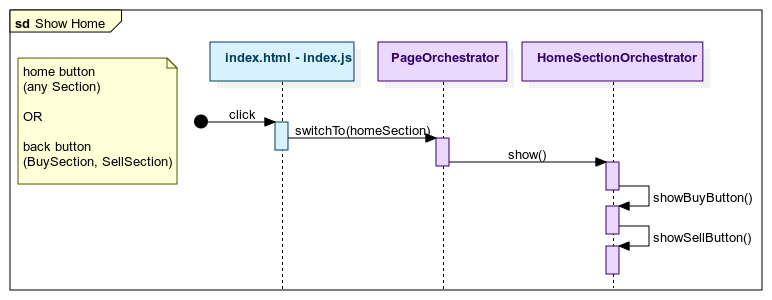 sd Show Home
index.html - index.js
PageOrchestrator
HomeSectionOrchestrator
home button
(any Section)
OR
back button
(BuySection, SellSection)
click
switchTo(homeSection)
show()
showBuyButton()
showSellButton()